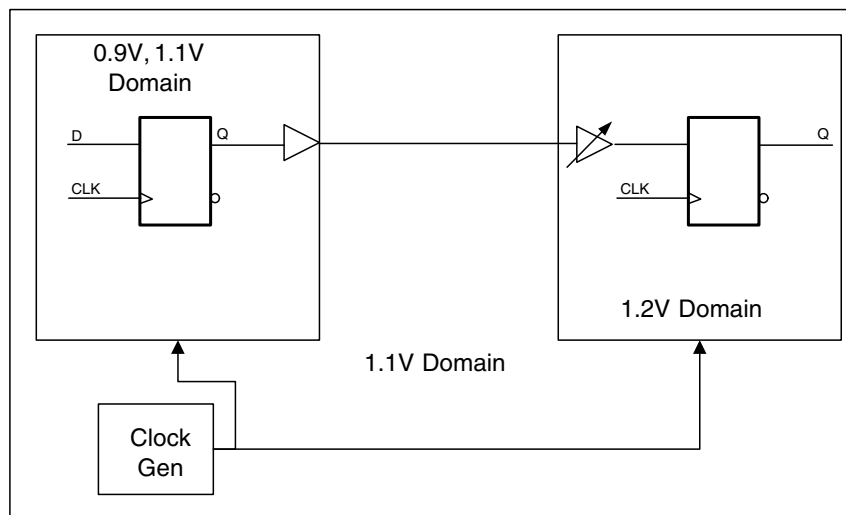 0.9V, 1.1V
Domain
D
Q
CLK
CLK
Q
1.2V Domain
1.1V Domain
Clock
Gen